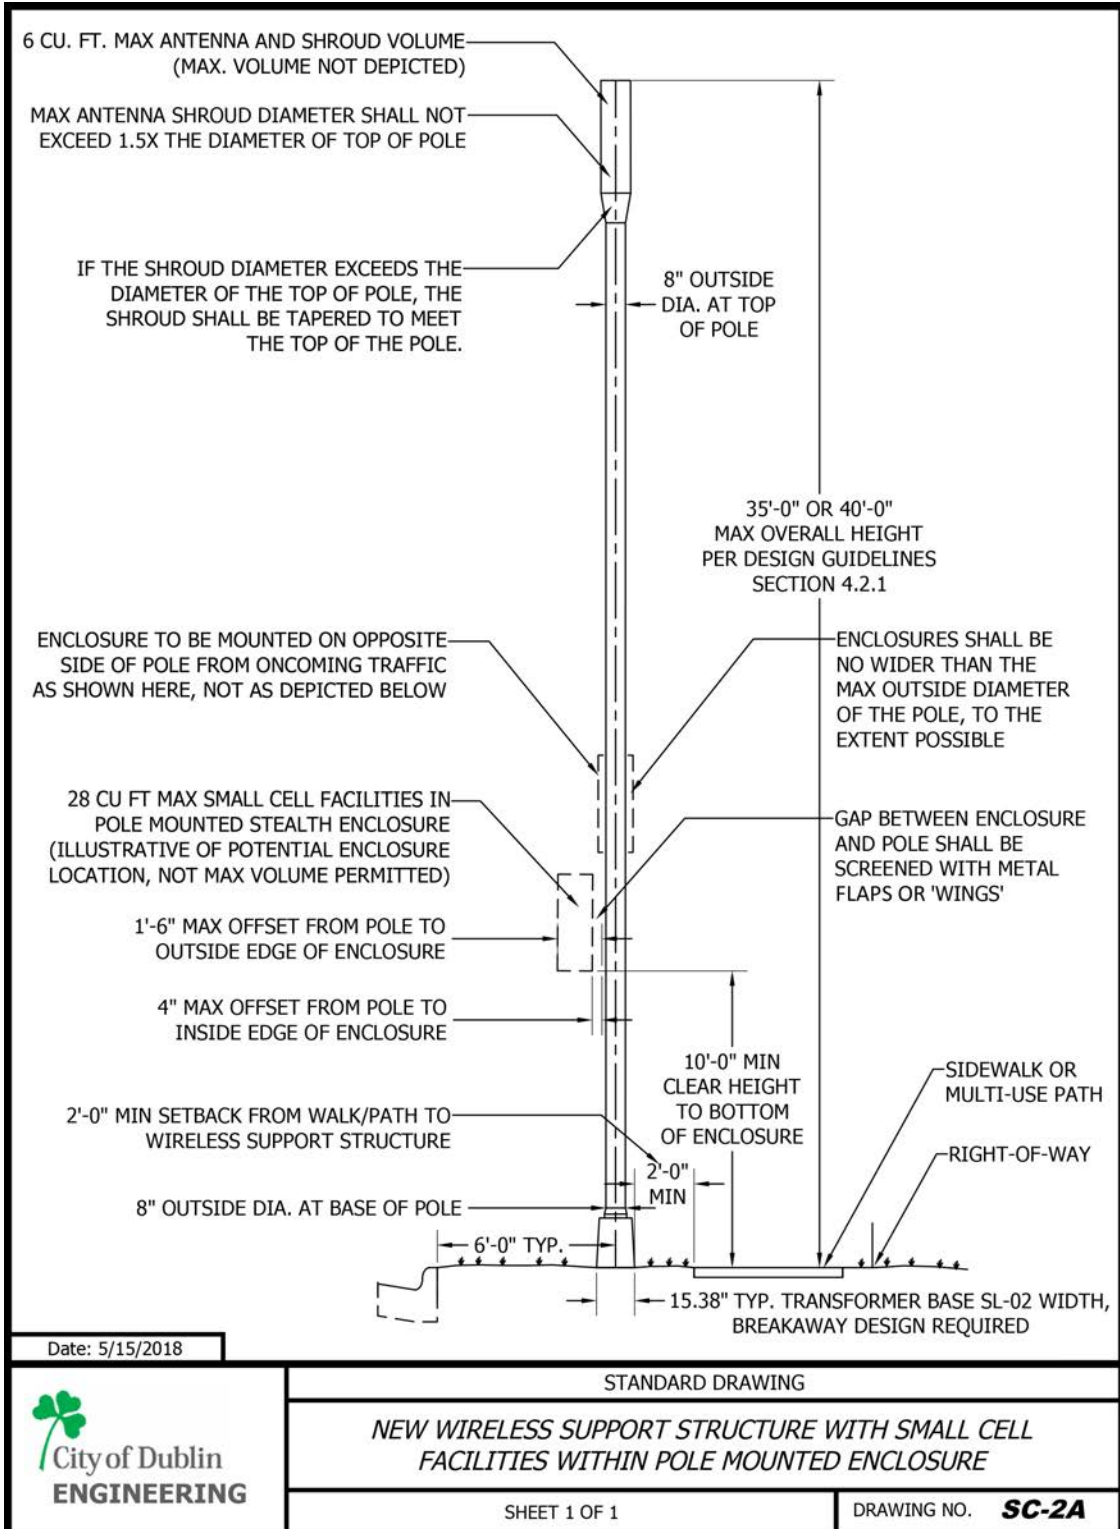 6 CU. FT. MAX ANTENNA AND SHROUD VOLUME
(MAX. VOLUME NOT DEPICTED)
MAX ANTENNA SHROUD DIAMETER SHALL NOT
EXCEED 1.5X THE DIAMETER OF TOP OF POLE
IF THE SHROUD DIAMETER EXCEEDS THE
DIAMETER OF THE TOP OF POLE, THE
SHROUD SHALL BE TAPERED TO MEET
THE TOP OF THE POLE.
8" OUTSIDE
DIA. AT TOP
OF POLE
35'-0" OR 40'-0"
MAX OVERALL HEIGHT
PER DESIGN GUIDELINES
SECTION 4.2.1
ENCLOSURE TO BE MOUNTED ON OPPOSITE
SIDE OF POLE FROM ONCOMING TRAFFIC
AS SHOWN HERE, NOT AS DEPICTED BELOW
ENCLOSURES SHALL BE
NO WIDER THAN THE
MAX OUTSIDE DIAMETER
OF THE POLE, TO THE
EXTENT POSSIBLE
28 CU FT MAX SMALL CELL FACILITIES IN
POLE MOUNTED STEALTH ENCLOSURE
(ILLUSTRATIVE OF POTENTIAL ENCLOSURE
LOCATION, NOT MAX VOLUME PERMITTED)
GAP BETWEEN ENCLOSURE
AND POLE SHALL BE
SCREENED WITH METAL
FLAPS OR 'WINGS'
1'-6" MAX OFFSET FROM POLE TO
OUTSIDE EDGE OF ENCLOSURE
4" MAX OFFSET FROM POLE TO
INSIDE EDGE OF ENCLOSURE
10'-0" MIN
CLEAR HEIGHT
TO BOTTOM
OF ENCLOSURE
SIDEWALK OR
MULTI-USE PATH
2'-0" MIN SETBACK FROM WALK/PATH TO
WIRELESS SUPPORT STRUCTURE
RIGHT-OF-WAY
2'-0"
MIN
8" OUTSIDE DIA. AT BASE OF POLE
6'-0" TYP.
15.38" TYP. TRANSFORMER BASE SL-02 WIDTH,
BREAKAWAY DESIGN REQUIRED
Date: 5/15/2018
City of Dublin
ENGINEERING
STANDARD DRAWING
NEW WIRELESS SUPPORT STRUCTURE WITH SMALL CELL
FACILITIES WITHIN POLE MOUNTED ENCLOSURE
SHEET 1 OF 1
DRAWING NO. SC-2A